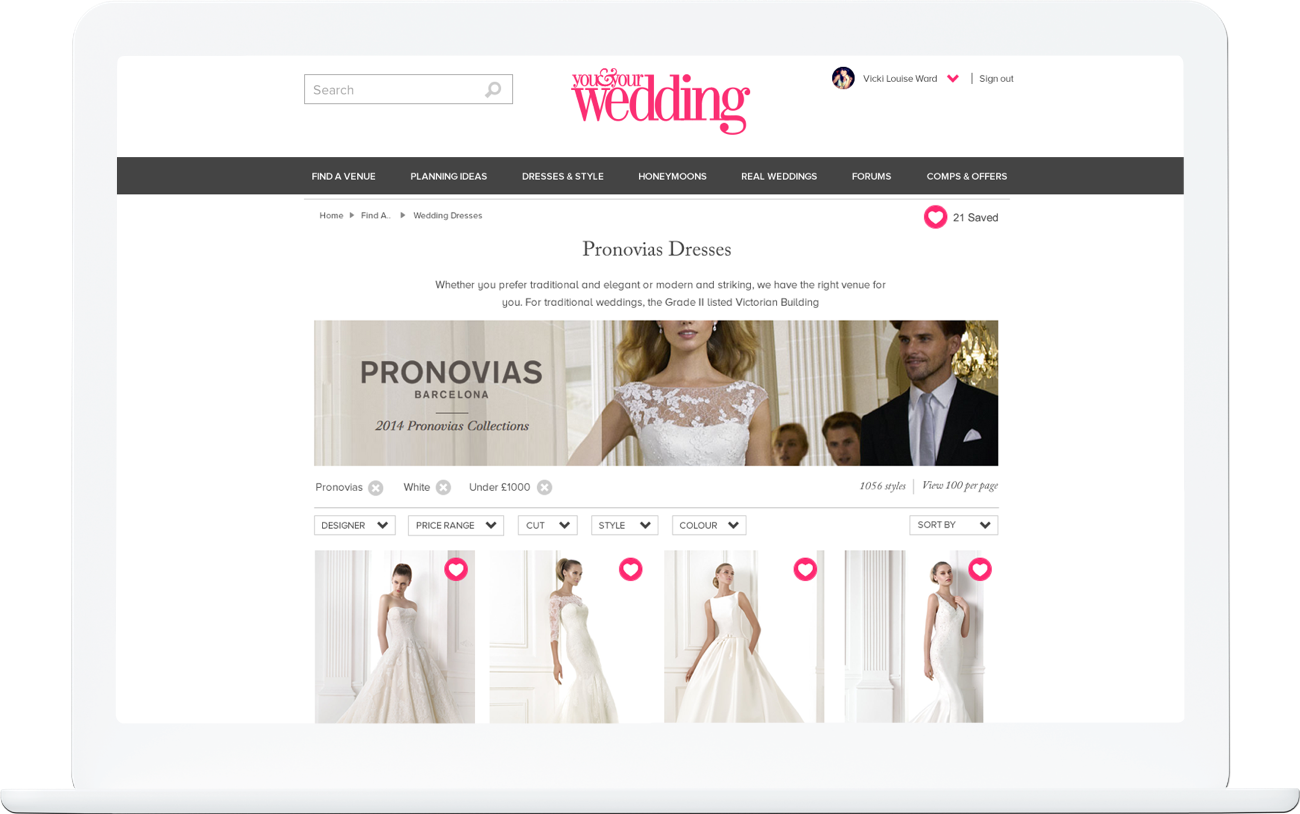 Search
you&your
wedding
Vicki Louise Ward | Sign out
FIND A VENUE PLANNING IDEAS DRESSES & STYLE HONEYMOONS REAL WEDDINGS FORUMS COMPS & OFFERS
Home Find A.. Wedding Dresses
21 Saved
Pronovias Dresses
Whether you prefer traditional and elegant or modern and striking, we have the right venue for
you. For traditional weddings, the Grade II listed Victorian Building
PRONOVIAS
BARCELONA
2014 Pronovias Collections
Pronovias White Under £1000
1056 styles | View 100 per page
DESIGNER PRICE RANGE CUT STYLE COLOUR SORT BY